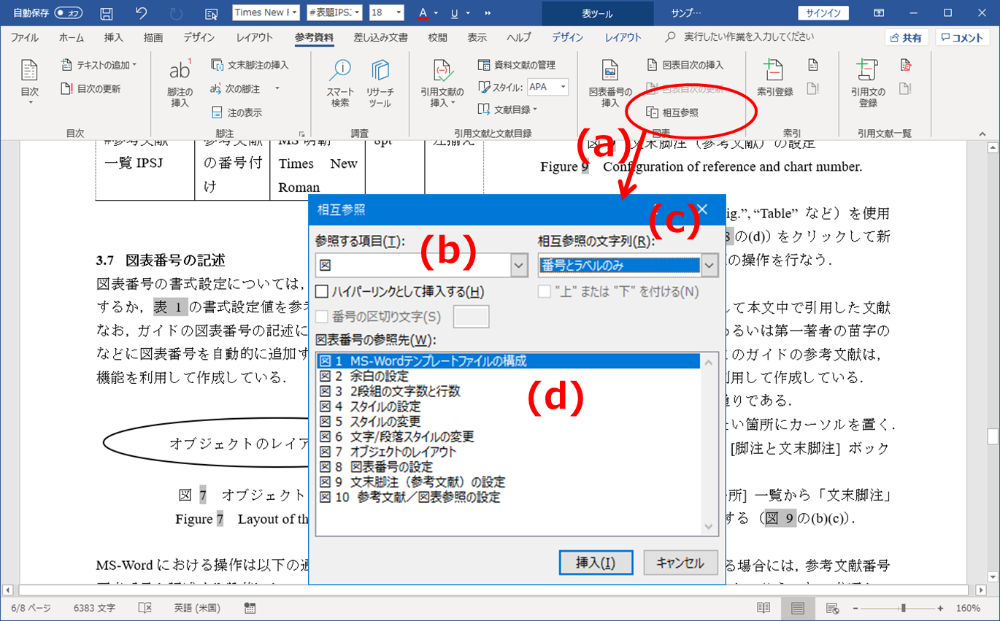 自動保存 オフ Times New R #表題IPSJ 18 A U 表ツール サンプ… サインイン
ファイル ホーム 挿入 描画 デザイン レイアウト 参考資料 差し込み文書 校閲 表示 ヘルプ デザイン レイアウト 実行したい作業を入力してください 共有 コメント
目次
テキストの追加
目次の更新
目次
ab1
脚注の
挿入
文末脚注の挿入
次の脚注
注の表示
脚注
スマート
検索
リサーチ
ツール
調査
引用文献の
挿入
資料文献の管理
スタイル: APA
文献目録
引用文献と文献目録
図表番号の
挿入
図表目次の挿入
図表目次の更新
相互参照
図表
索引登録
索引
引用文の
登録
引用文献一覧
(a)
#参考文献
一覧 IPSJ
参考文献
の番号付
け
MS 明朝
Times New
Roman
8pt
左揃え
3.7 図表番号の記述
図表番号の書式設定については,
するか, 表 1 の書式設定値を参
なお, ガイドの図表番号の記述に
などに図表番号を自動的に追加す
機能を利用して作成している.
オブジェクトのレイア
図 7 オブジェクト
Figure 7 Layout of th
MS-Word における操作は以下の通
図 9 文末脚注（参考文献）の設定
Figure 9 Configuration of reference and chart number.
ig.”, “Table” など）を使用
8 の(d)）をクリックして新
の操作を行なう.
して本文中で引用した文献
あるいは第一著者の苗字の
このガイドの参考文献は,
利用して作成している.
通りである.
たい箇所にカーソルを置く.
[脚注と文末脚注] ボック
所] 一覧から「文末脚注」
する（図 9 の(b)(c)）.
る場合には, 参考文献番号
相互参照
(c)
参照する項目(T):
図
(b)
相互参照の文字列(R):
番号とラベルのみ
ハイパーリンクとして挿入する(H)
"上" または "下" を付ける(N)
番号の区切り文字(S)
図表番号の参照先(W):
図 1 MS-Wordテンプレートファイルの構成
図 2 余白の設定
図 3 2段組の文字数と行数
図 4 スタイルの設定
図 5 スタイルの変更
図 6 文字/段落スタイルの変更
図 7 オブジェクトのレイアウト
図 8 図表番号の設定
図 9 文末脚注（参考文献）の設定
図 10 参考文献／図表参照の設定
(d)
挿入(I) キャンセル
6/8 ページ 6383 文字 英語 (米国) 160%